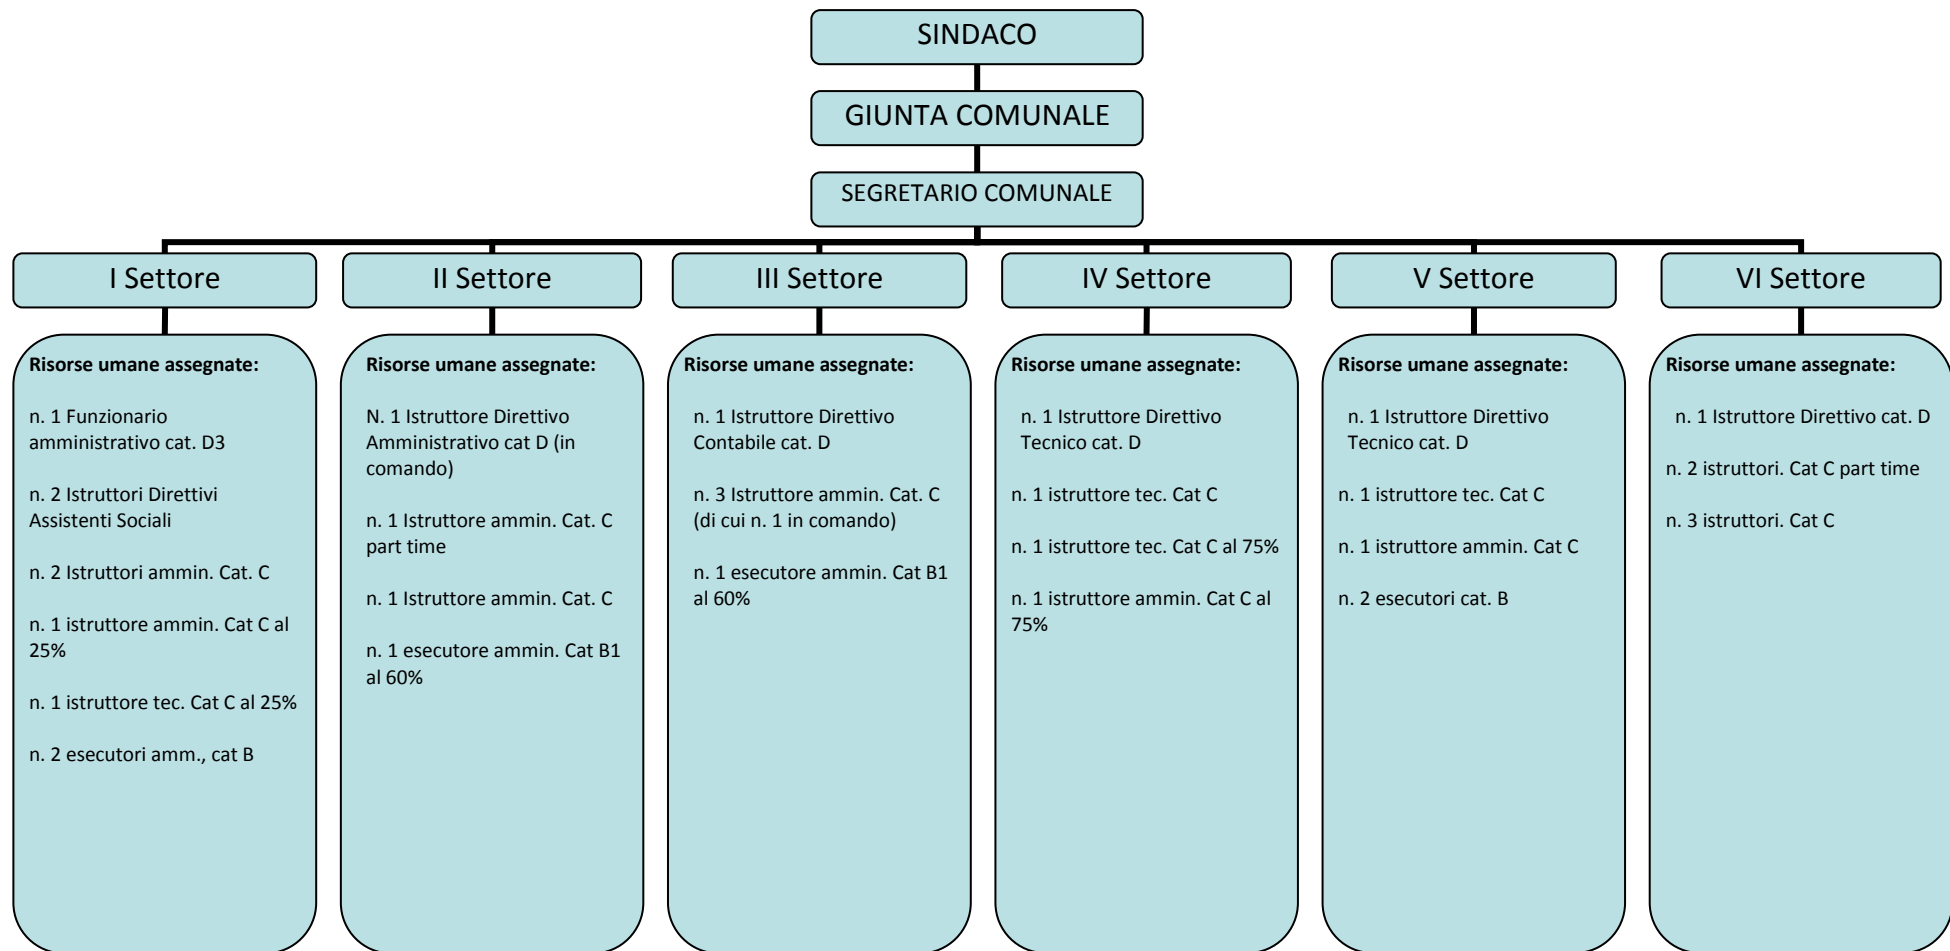 SINDACO
GIUNTA COMUNALE
SEGRETARIO COMUNALE
I Settore
II Settore
III Settore
IV Settore
V Settore
VI Settore
Risorse umane assegnate:
n. 1 Funzionario
amministrativo cat. D3
n. 2 Istruttori Direttivi
Assistenti Sociali
n. 2 Istruttori ammin. Cat. C
n. 1 istruttore ammin. Cat C al
25%
n. 1 istruttore tec. Cat C al 25%
n. 2 esecutori amm., cat B
Risorse umane assegnate:
N. 1 Istruttore Direttivo
Amministrativo cat D (in
comando)
n. 1 Istruttore ammin. Cat. C
part time
n. 1 Istruttore ammin. Cat. C
n. 1 esecutore ammin. Cat B1
al 60%
Risorse umane assegnate:
n. 1 Istruttore Direttivo
Contabile cat. D
n. 3 Istruttore ammin. Cat. C
(di cui n. 1 in comando)
n. 1 esecutore ammin. Cat B1
al 60%
Risorse umane assegnate:
n. 1 Istruttore Direttivo
Tecnico cat. D
n. 1 istruttore tec. Cat C
n. 1 istruttore tec. Cat C al 75%
n. 1 istruttore ammin. Cat C al
75%
Risorse umane assegnate:
n. 1 Istruttore Direttivo
Tecnico cat. D
n. 1 istruttore tec. Cat C
n. 1 istruttore ammin. Cat C
n. 2 esecutori cat. B
Risorse umane assegnate:
n. 1 Istruttore Direttivo cat. D
n. 2 istruttori. Cat C part time
n. 3 istruttori. Cat C